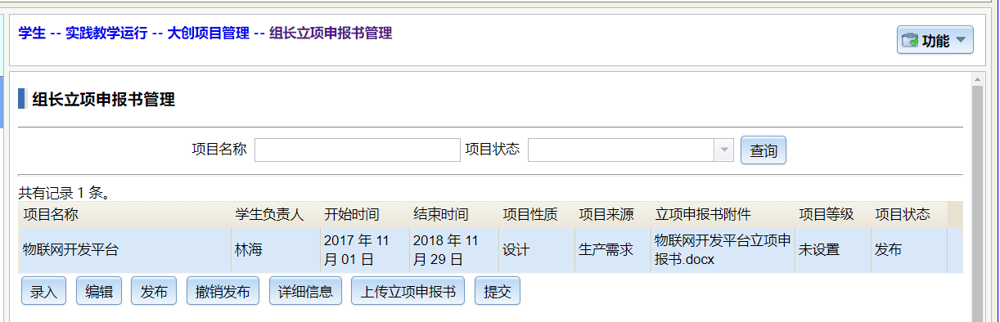 学生 -- 实践教学运行 -- 大创项目管理 -- 组长立项申报书管理
功能
组长立项申报书管理
项目名称 项目状态 查询
共有记录 1 条。
项目名称 学生负责人 开始时间 结束时间 项目性质 项目来源 立项申报书附件 项目等级 项目状态
物联网开发平台 林海 2017 年 11 月 01 日 2018 年 11 月 29 日 设计 生产需求 物联网开发平台立项申报书.docx 未设置 发布
录入 编辑 发布 撤销发布 详细信息 上传立项申报书 提交